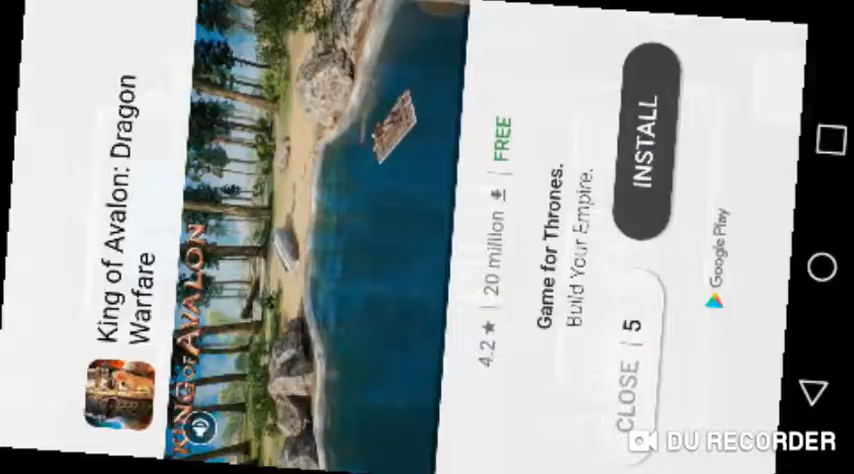 King of Avalon: Dragon
Warfare
KING OF AVALON
4.2 ★ | 20 million | FREE
Game for Thrones.
Build Your Empire.
CLOSE | 5
INSTALL
Google Play
DU RECORDER